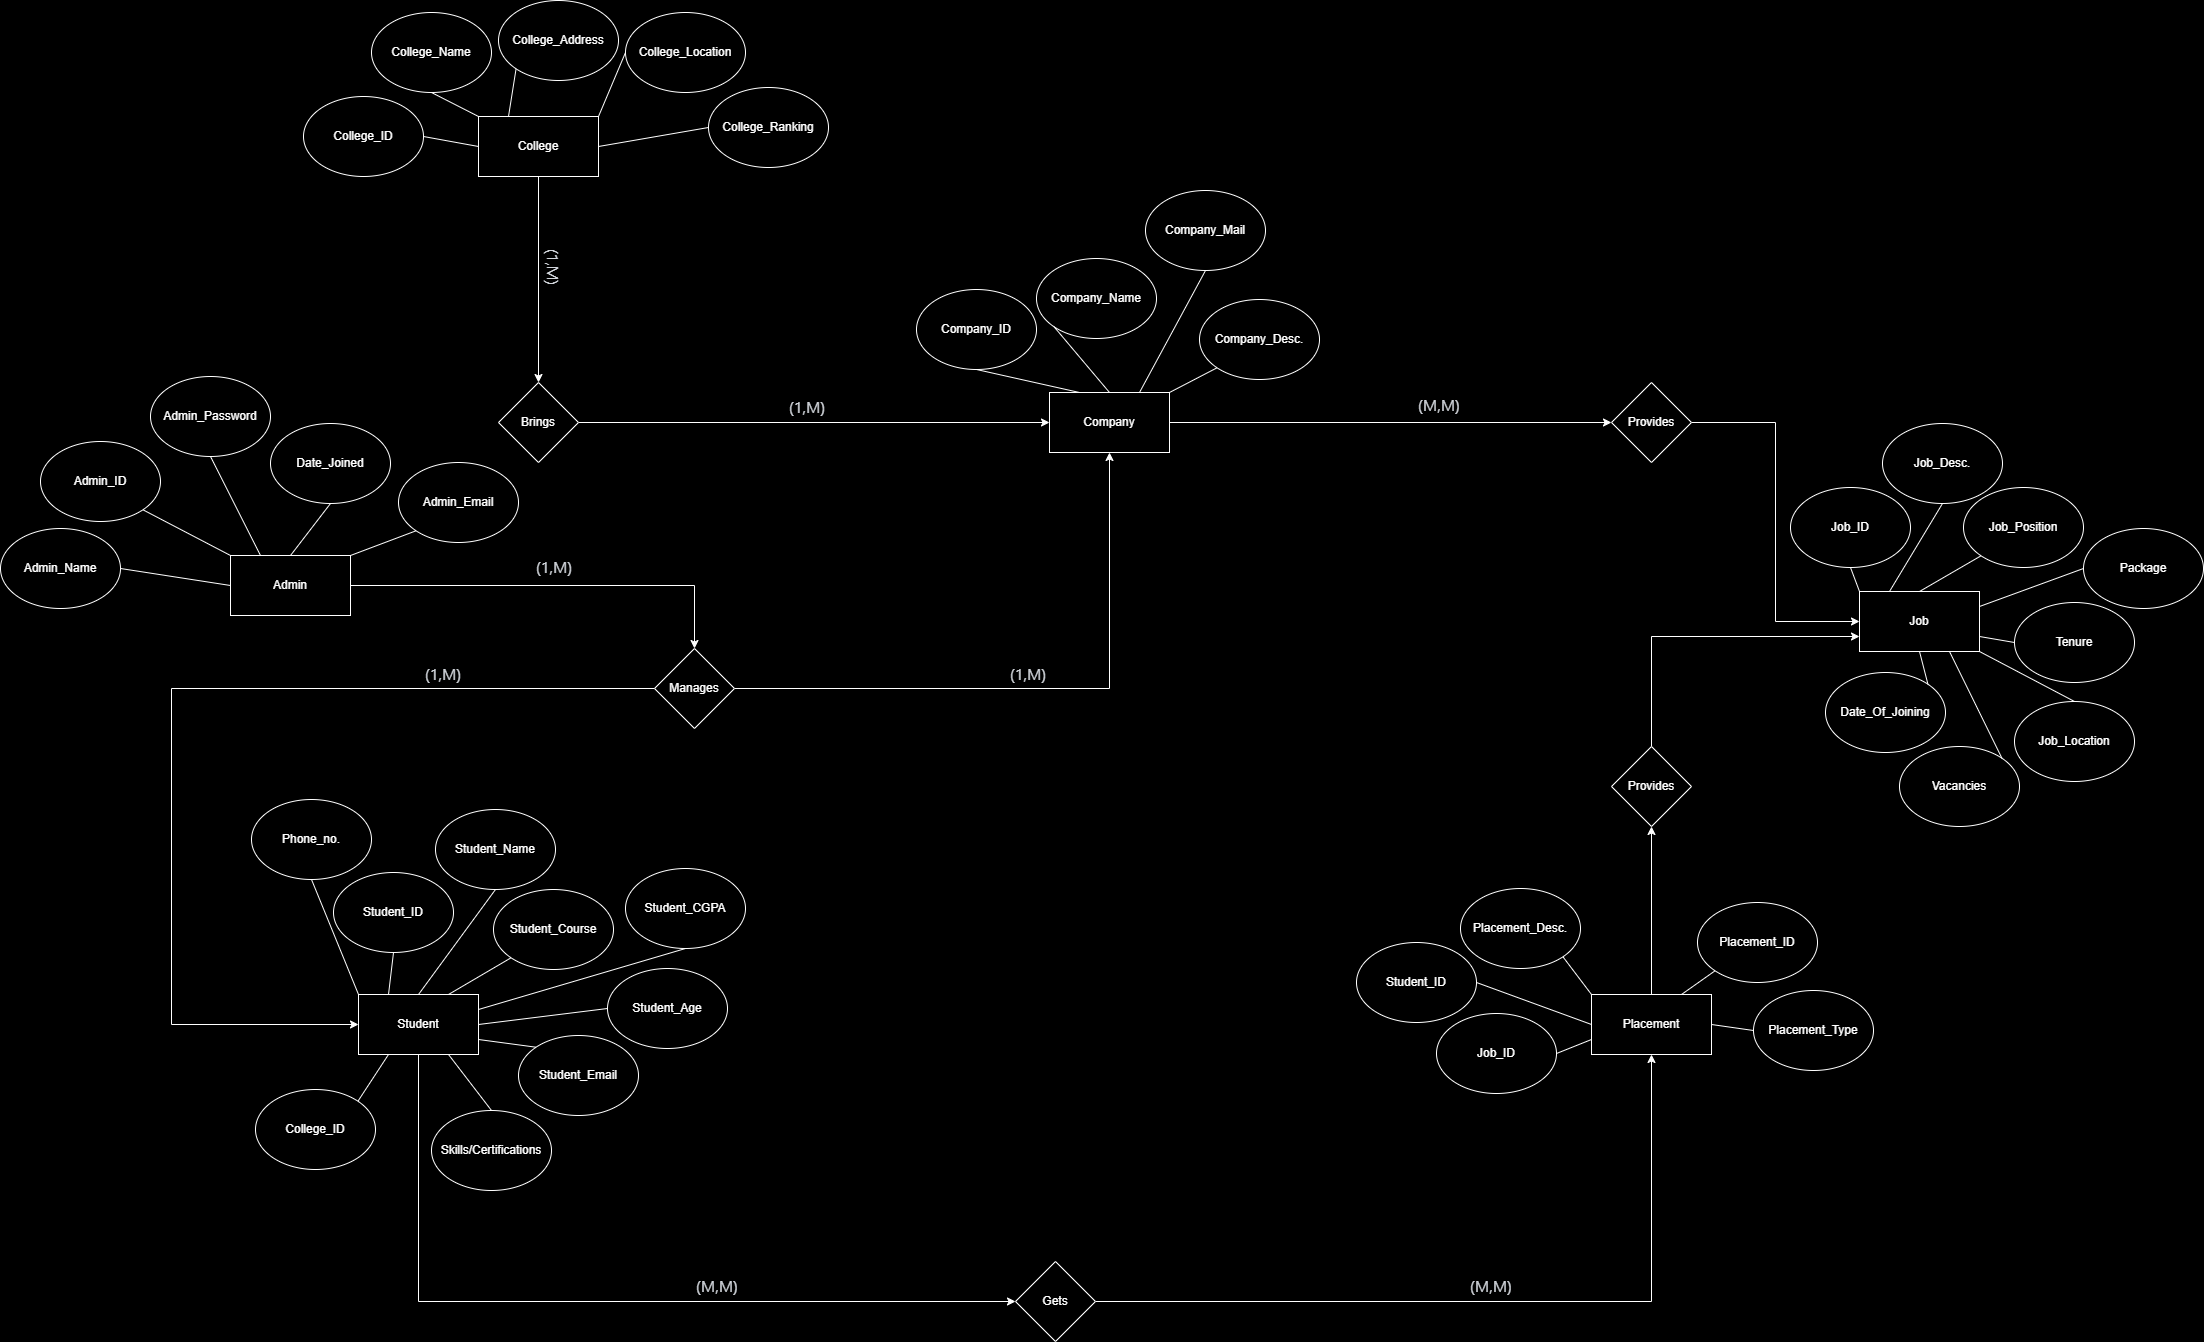 College_Name
College_Address
College_Location
College_ID
College_Ranking
College
(1,M)
Company_Mail
Company_Name
Company_ID
Company_Desc.
Brings
(1,M)
Company
(M,M)
Provides
Admin_Password
Date_Joined
Admin_ID
Admin_Email
Admin_Name
Admin
(1,M)
Job_Desc.
Job_ID
Job_Position
Package
Job
Tenure
Date_Of_Joining
Job_Location
Vacancies
(1,M)
Manages
(1,M)
Provides
Phone_no.
Student_Name
Student_ID
Student_Course
Student_CGPA
Student_Age
Student
Student_Email
College_ID
Skills/Certifications
Placement_Desc.
Placement_ID
Student_ID
Placement
Placement_Type
Job_ID
(M,M)
Gets
(M,M)